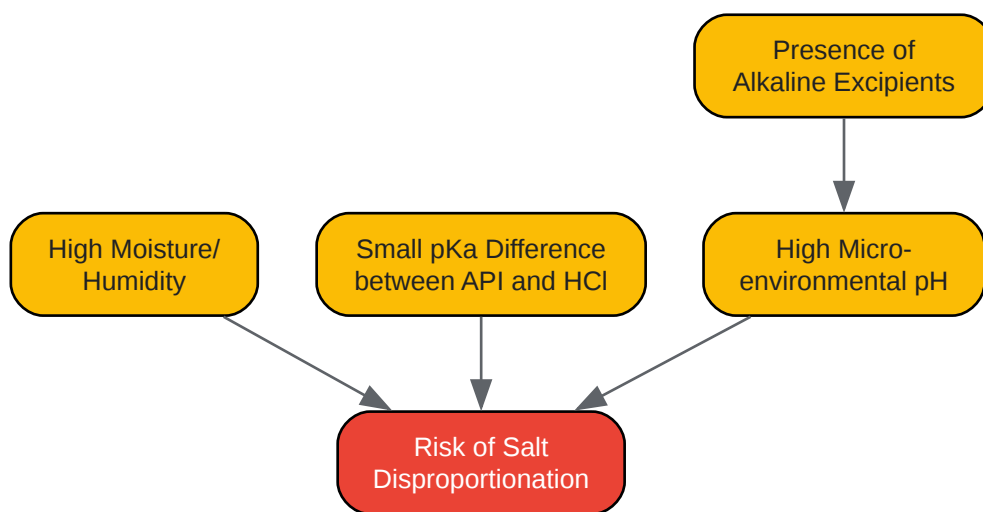 Presence of
Alkaline Excipients
High Moisture/
Humidity
Small pKa Difference
between API and HCl
High Micro-
environmental pH
Risk of Salt
Disproportionation